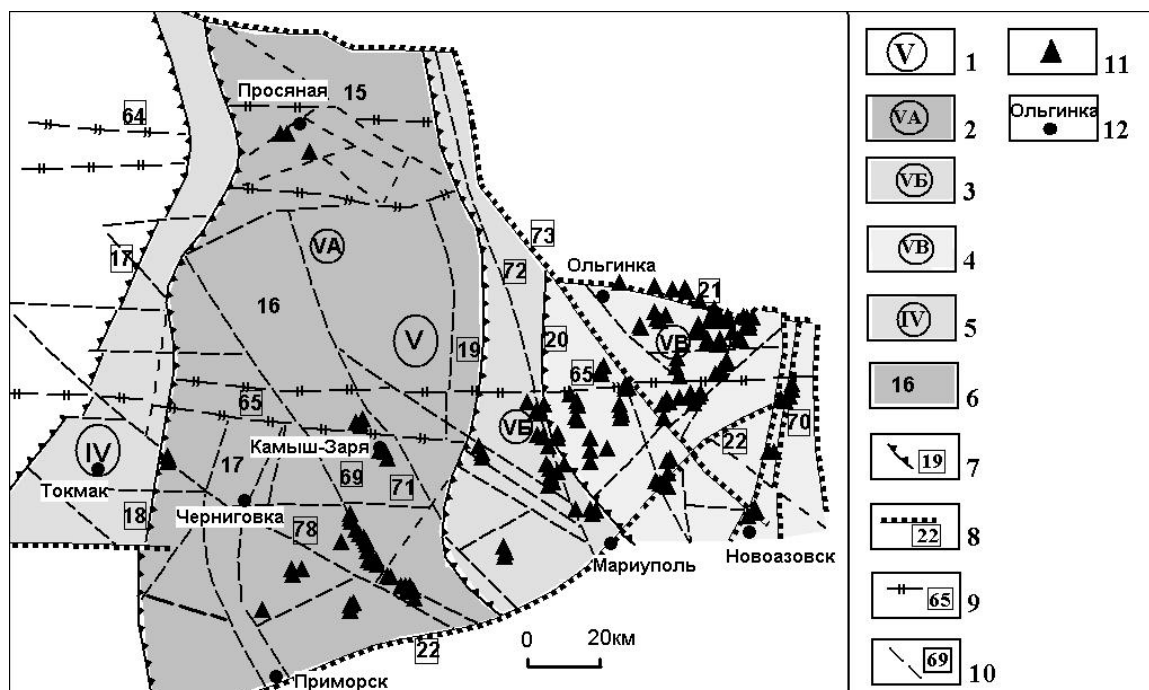 64
Просяная
15
17
VA
16
V
19
72
73
Ольгинка
21
VB
20
65
VБ
65
Камыш-Заря
17
69
71
IV
Токмак
18
Черниговка
78
22
70
22
Мариуполь
Новоазовск
Приморск
0 20км
V 1
VA 2
VБ 3
VB 4
IV 5
16 6
19 7
22 8
65 9
69 10
11
Ольгинка 12